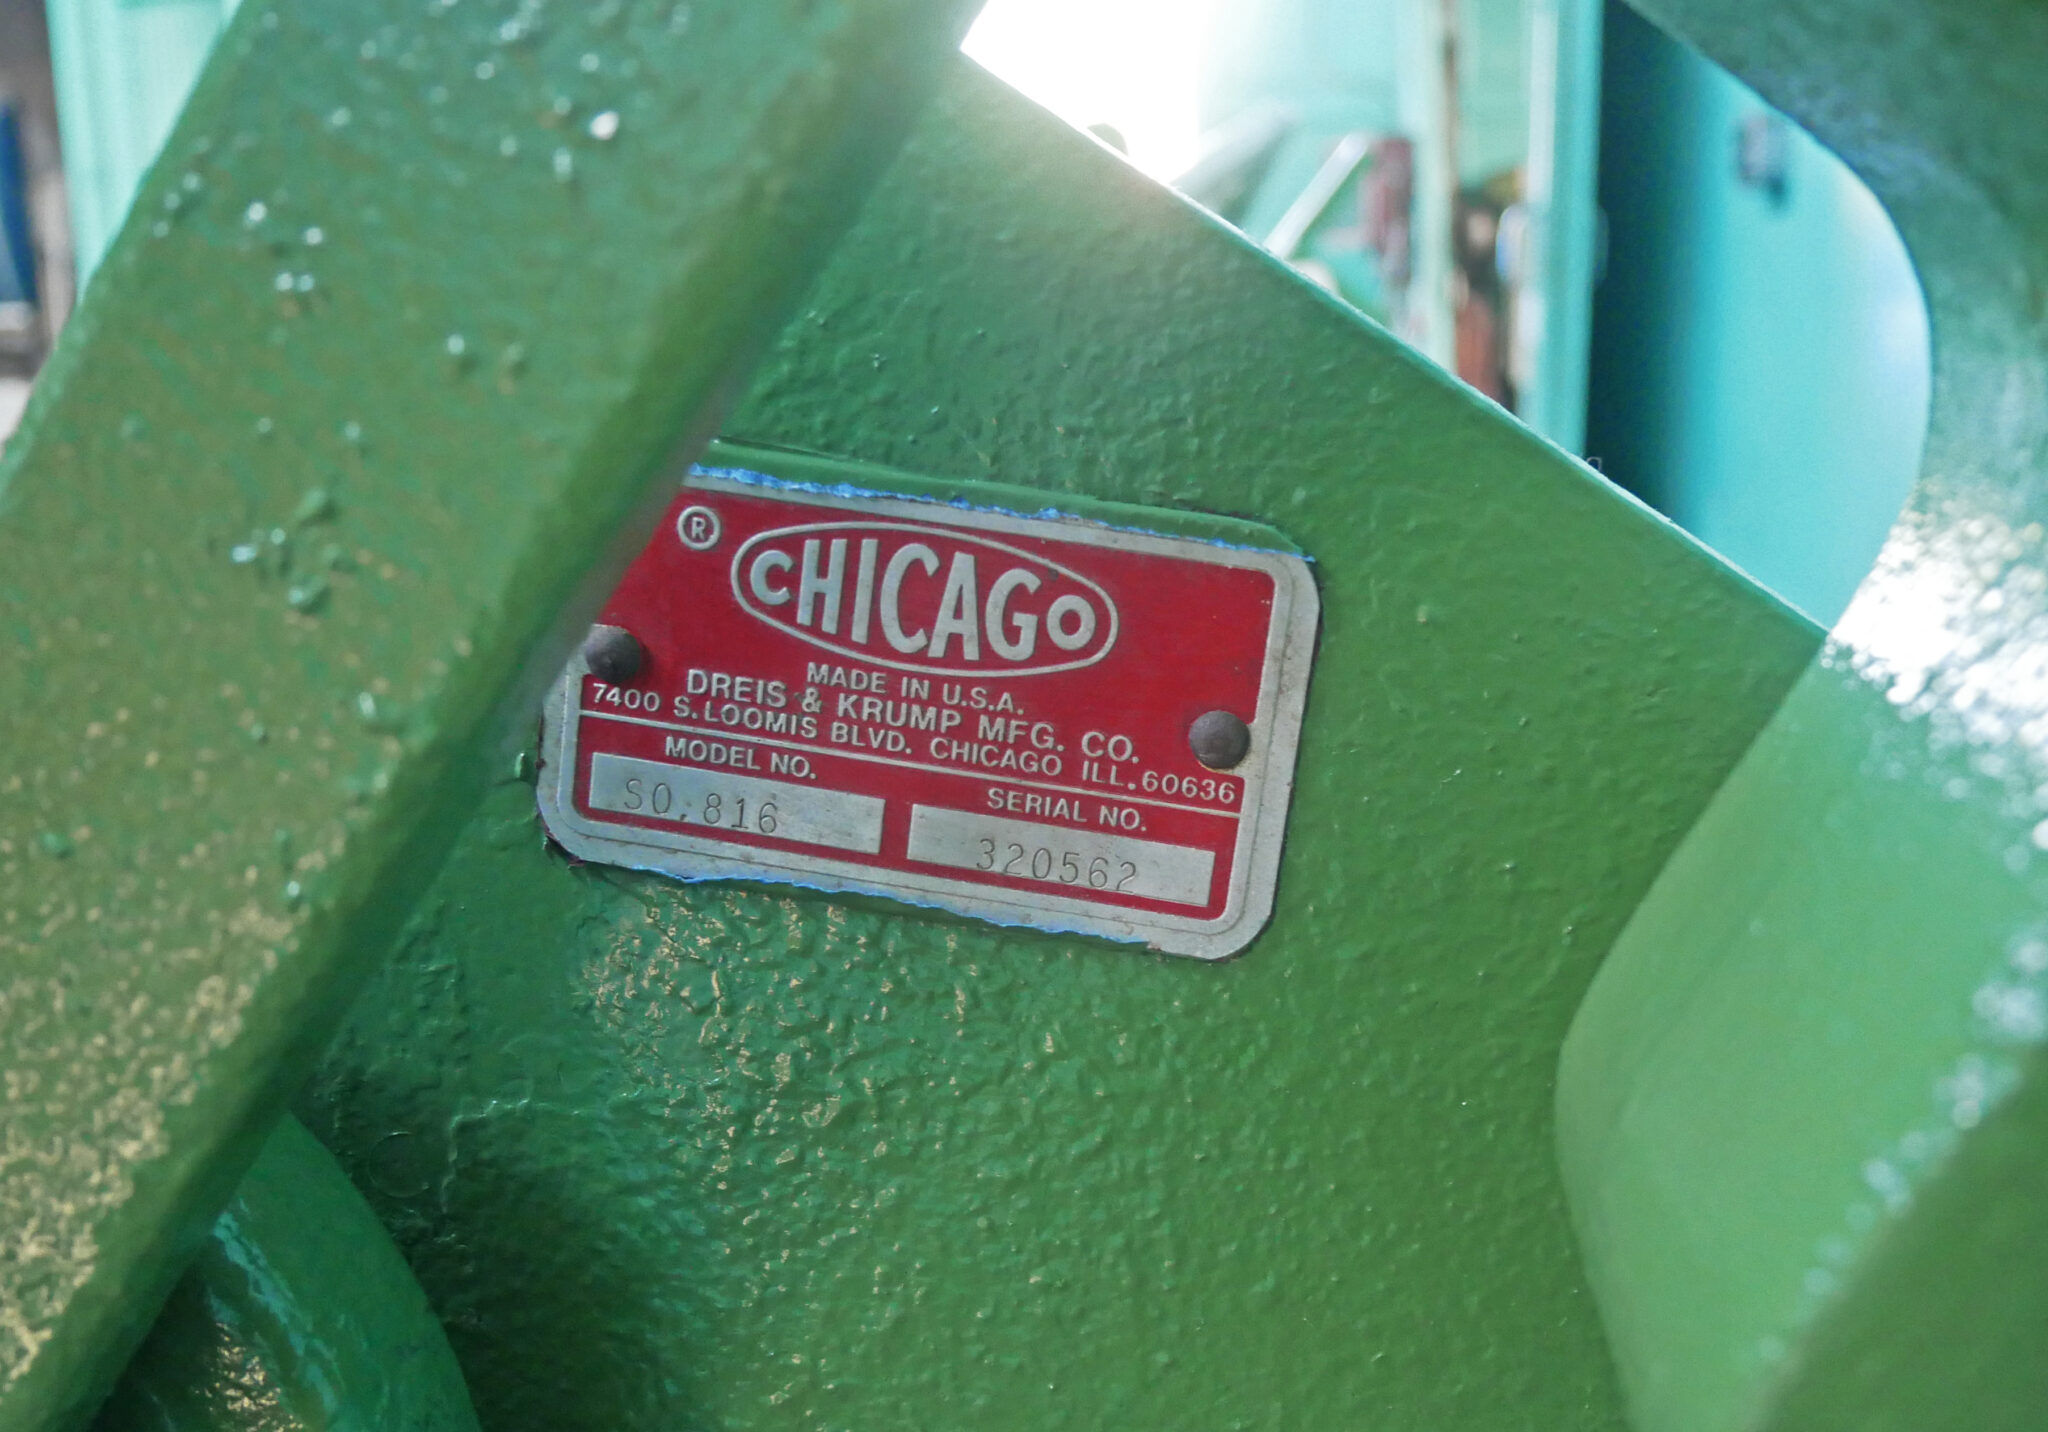 ®
CHICAGO
MADE IN U.S.A.
DREIS & KRUMP MFG. CO.
7400 S. LOOMIS BLVD. CHICAGO ILL. 60636
MODEL NO.
SO.816
SERIAL NO.
320562